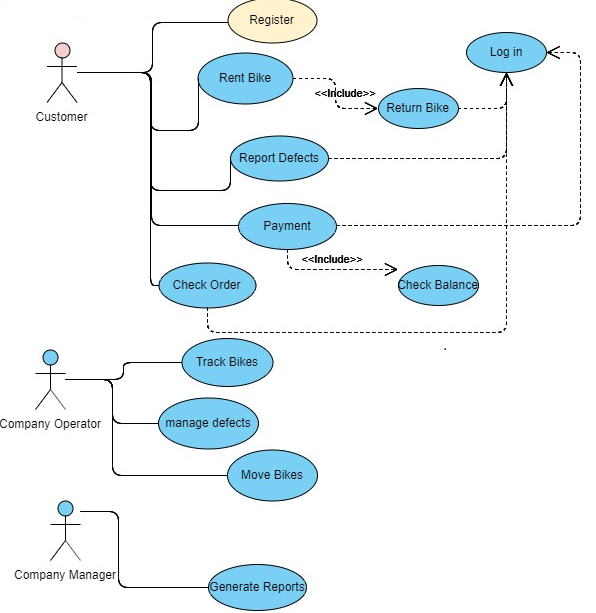 Register
Log in
Rent Bike
<<Include>>
Return Bike
Customer
Report Defects
Payment
<<Include>>
Check Order
Check Balance
Track Bikes
Company Operator
manage defects
Move Bikes
Company Manager
Generate Reports